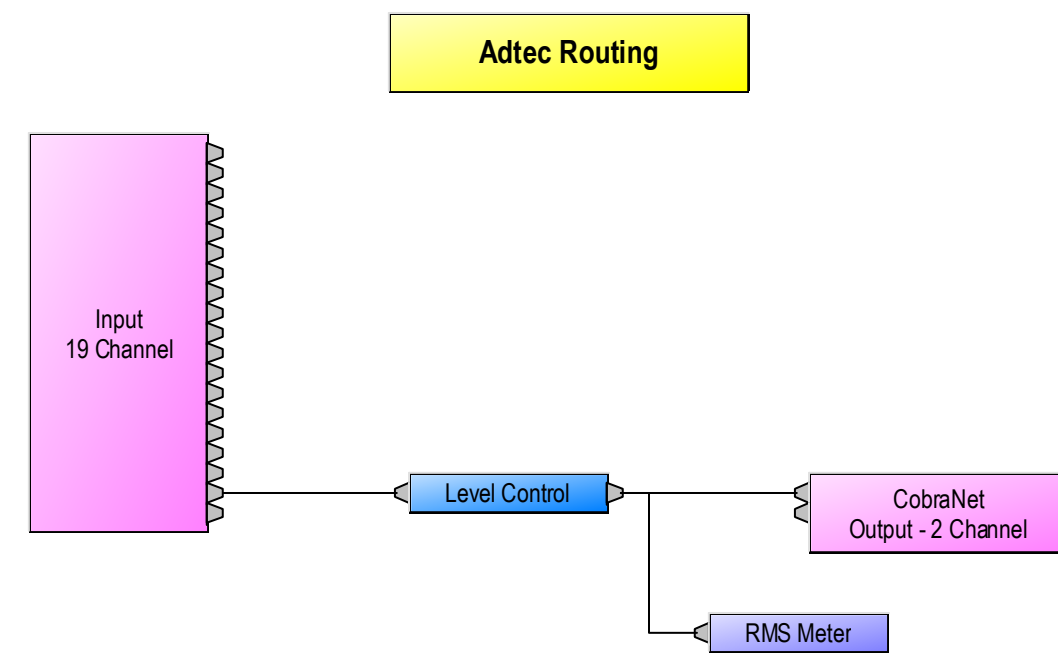 Adtec Routing
Input
19 Channel
Level Control
CobraNet
Output - 2 Channel
RMS Meter